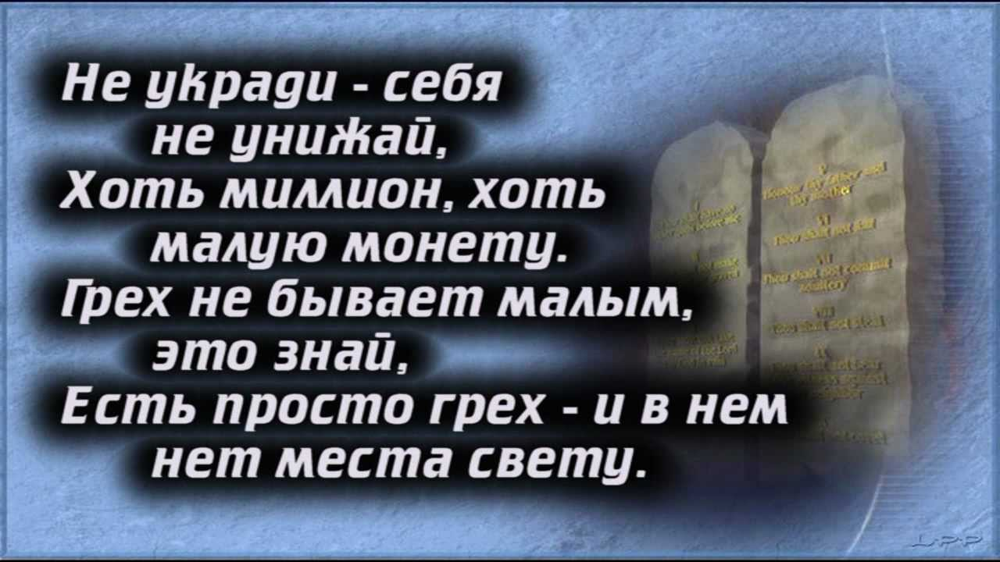 Не укради - себя
не унижай,
Хоть миллион, хоть
малую монету.
Грех не бывает малым,
это знай,
Есть просто грех - и в нем
нет места свету.
I
V
Honour thy father and
thy mother
VI
Thou shalt not kill
VII
Thou shalt not commit
adultery
VIII
Thou shalt not steal
IX
LPP